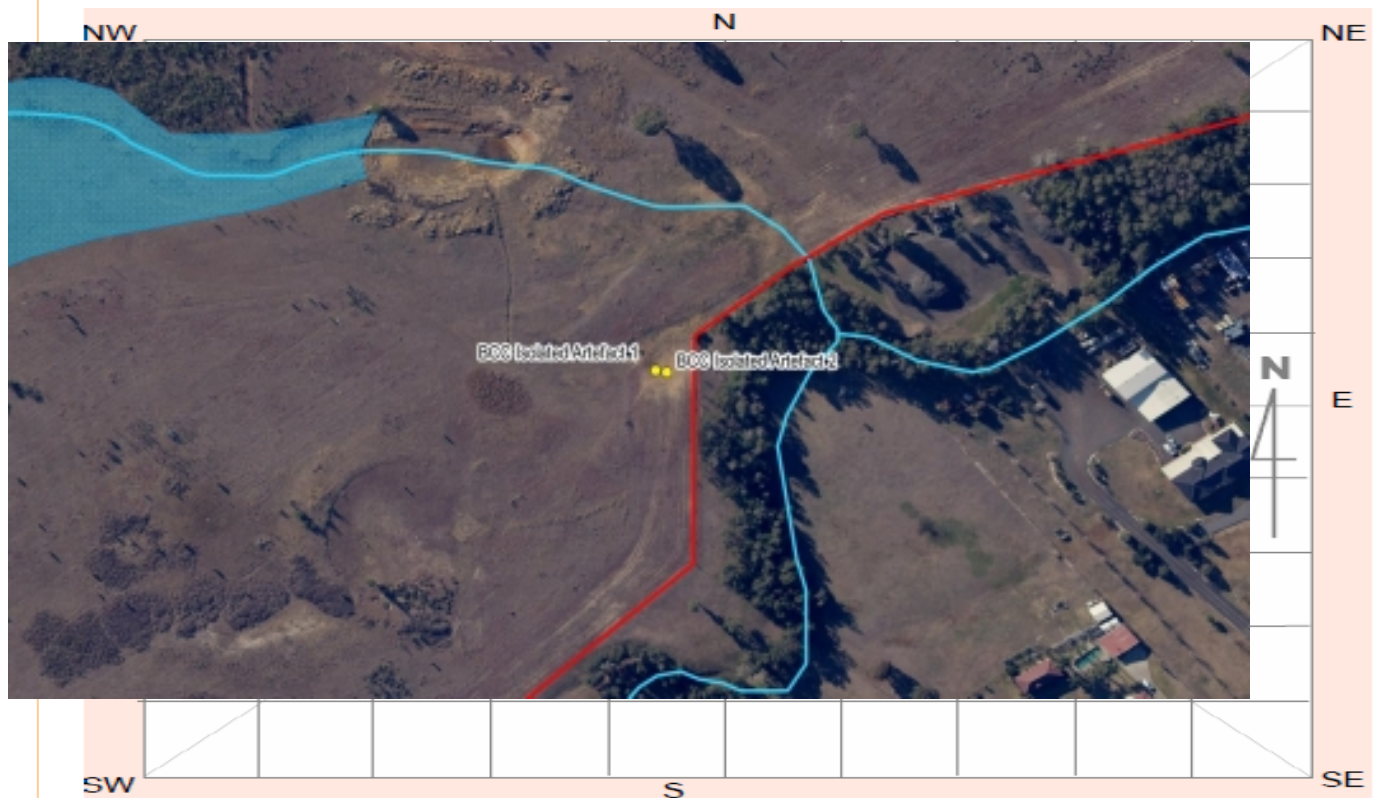 N
NW
NE
BCC Isolated Artefact-1
BCC Isolated Artefact-2
N
E
SW
S
SE